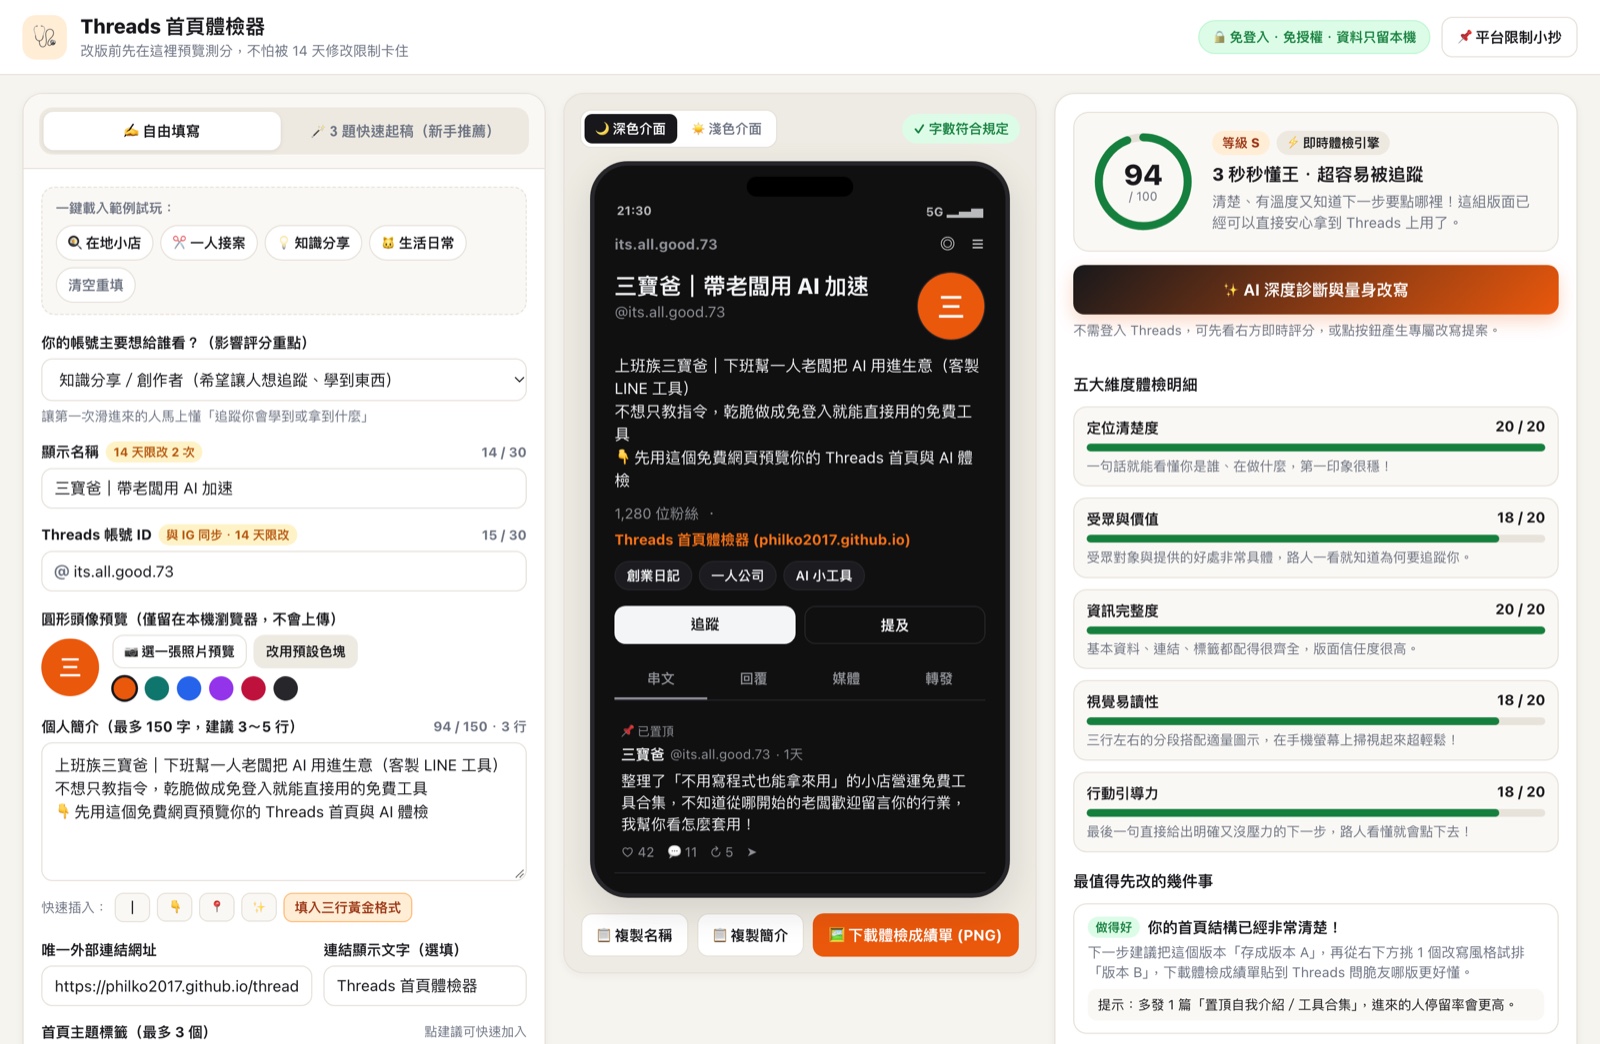 Threads 首頁體檢器
改版前先在這裡預覽測分，不怕被 14 天修改限制卡住
🔒 免登入 · 免授權 · 資料只留本機
📌 平台限制小抄
✍️ 自由填寫
🪄 3 題快速起稿（新手推薦）
一鍵載入範例試玩：
🍳 在地小店
✂️ 一人接案
💡 知識分享
🐱 生活日常
清空重填
你的帳號主要想給誰看？（影響評分重點）
知識分享 / 創作者（希望讓人想追蹤、學到東西）
讓第一次滑進來的人馬上懂「追蹤你會學到或拿到什麼」
顯示名稱 14 天限改 2 次 14 / 30
三寶爸｜帶老闆用 AI 加速
Threads 帳號 ID 與 IG 同步 · 14 天限改 15 / 30
@ its.all.good.73
圓形頭像預覽（僅留在本機瀏覽器，不會上傳）
三
📷 選一張照片預覽
改用預設色塊
個人簡介（最多 150 字，建議 3～5 行） 94 / 150 · 3 行
上班族三寶爸｜下班幫一人老闆把 AI 用進生意（客製 LINE 工具）
不想只教指令，乾脆做成免登入就能直接用的免費工具
👇 先用這個免費網頁預覽你的 Threads 首頁與 AI 體檢
快速插入： ｜ 👇 📍 ✨ 填入三行黃金格式
唯一外部連結網址
https://philko2017.github.io/thread
連結顯示文字（選填）
Threads 首頁體檢器
首頁主題標籤（最多 3 個） 點建議可快速加入
🌙 深色介面
☀️ 淺色介面
✓ 字數符合規定
21:30
5G
its.all.good.73
三寶爸｜帶老闆用 AI 加速
@its.all.good.73
三
上班族三寶爸｜下班幫一人老闆把 AI 用進生意（客製
LINE 工具）
不想只教指令，乾脆做成免登入就能直接用的免費工
具
👇 先用這個免費網頁預覽你的 Threads 首頁與 AI 體
檢
1,280 位粉絲 ·
Threads 首頁體檢器 (philko2017.github.io)
創業日記
一人公司
AI 小工具
追蹤
提及
串文
回覆
媒體
轉發
📌 已置頂
三寶爸 @its.all.good.73 · 1天
整理了「不用寫程式也能拿來用」的小店營運免費工
具合集，不知道從哪開始的老闆歡迎留言你的行業，
我幫你看怎麼套用！
♡ 42 💬 11 ↻ 5 ➤
📋 複製名稱
📋 複製簡介
🖼️ 下載體檢成績單 (PNG)
94
/ 100
等級 S
⚡ 即時體檢引擎
3 秒秒懂王 · 超容易被追蹤
清楚、有溫度又知道下一步要點哪裡！這組版面已
經可以直接安心拿到 Threads 上用了。
✨ AI 深度診斷與量身改寫
不需登入 Threads，可先看右方即時評分，或點按鈕產生專屬改寫提案。
五大維度體檢明細
定位清楚度 20 / 20
一句話就能看懂你是誰、在做什麼，第一印象很穩！
受眾與價值 18 / 20
受眾對象與提供的好處非常具體，路人一看就知道為何要追蹤你。
資訊完整度 20 / 20
基本資料、連結、標籤都配得很齊全，版面信任度很高。
視覺易讀性 18 / 20
三行左右的分段搭配適量圖示，在手機螢幕上掃視起來超輕鬆！
行動引導力 18 / 20
最後一句直接給出明確又沒壓力的下一步，路人看懂就會點下去！
最值得先改的幾件事
做得好 你的首頁結構已經非常清楚！
下一步建議把這個版本「存成版本 A」，再從右下方挑 1 個改寫風格試排
「版本 B」，下載體檢成績單貼到 Threads 問脆友哪版更好懂。
提示：多發 1 篇「置頂自我介紹 / 工具合集」，進來的人停留率會更高。